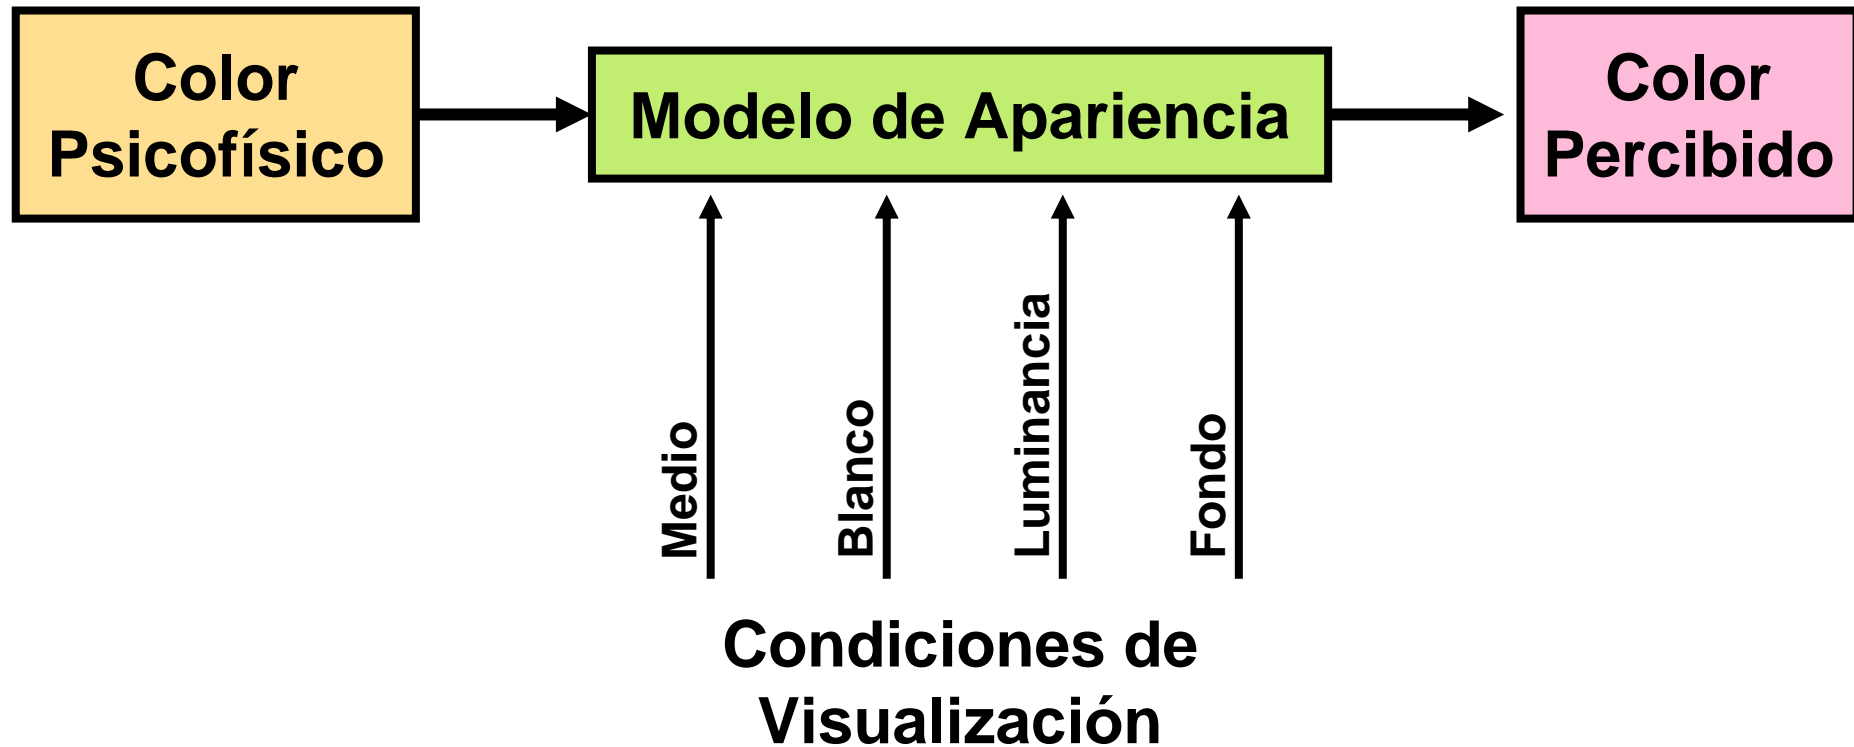 Color
Psicofísico
Modelo de Apariencia
Color
Percibido
Medio
Blanco
Luminancia
Fondo
Condiciones de
Visualización